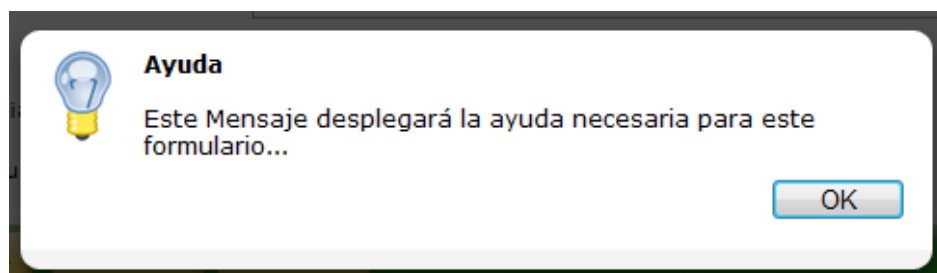 Ayuda
Este Mensaje desplegará la ayuda necesaria para este
formulario...
OK